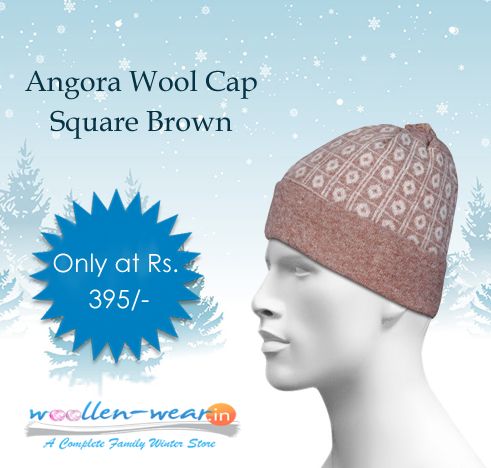 Angora Wool Cap
Square Brown
Only at Rs.
395/-
woollen-wear.in
A Complete Family Winter Store